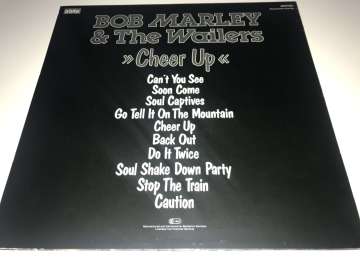 BOB MARLEY
& The Wailers
»Cheer Up«
Can't You See
Soon Come
Soul Captives
Go Tell It On The Mountain
Cheer Up
Back Out
Do It Twice
Soul Shake Down Party
Stop The Train
Caution